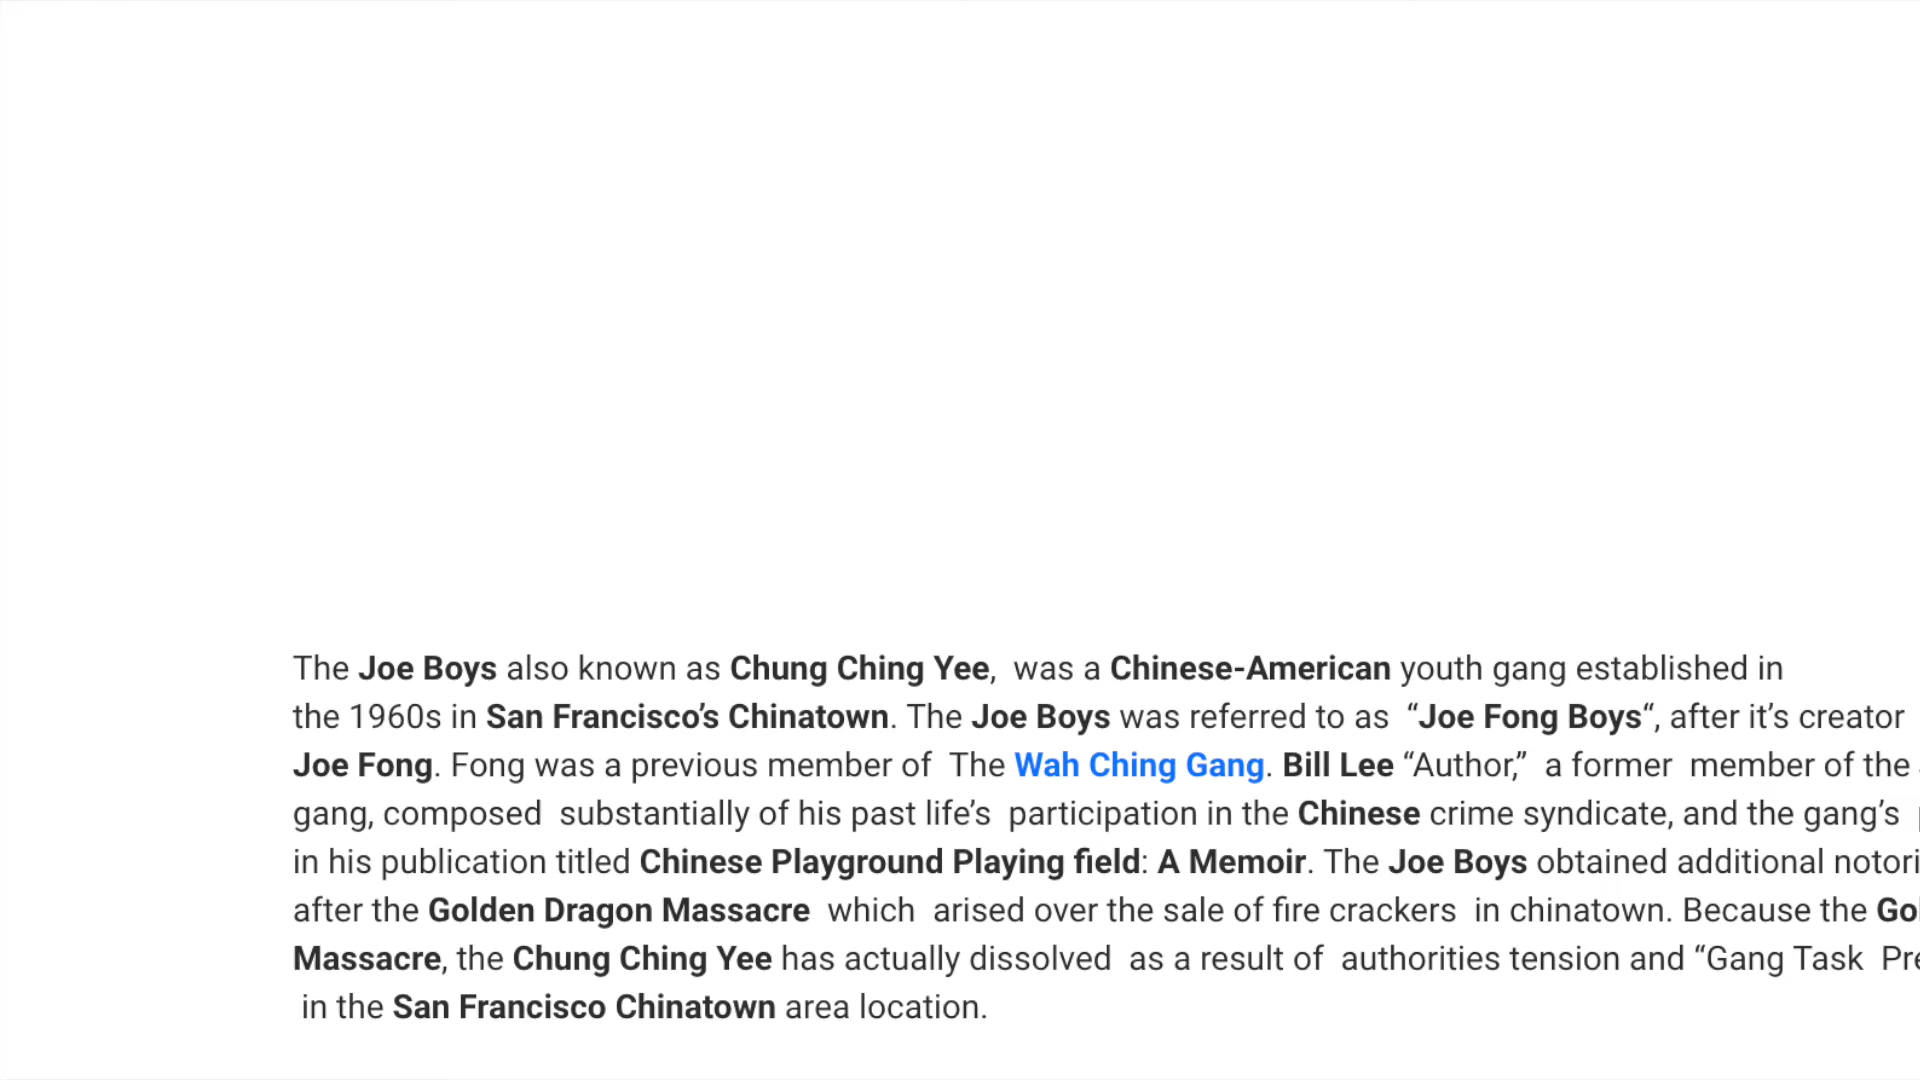 The Joe Boys also known as Chung Ching Yee,  was a Chinese-American youth gang established in
the 1960s in San Francisco’s Chinatown. The Joe Boys was referred to as  “Joe Fong Boys“, after it’s creator
Joe Fong. Fong was a previous member of  The Wah Ching Gang. Bill Lee “Author,”  a former  member of the
gang, composed  substantially of his past life’s  participation in the Chinese crime syndicate, and the gang’s
in his publication titled Chinese Playground Playing field: A Memoir. The Joe Boys obtained additional
after the Golden Dragon Massacre  which  arised over the sale of fire crackers  in chinatown. Because the
Massacre, the Chung Ching Yee has actually dissolved  as a result of  authorities tension and “Gang Task
in the San Francisco Chinatown area location.